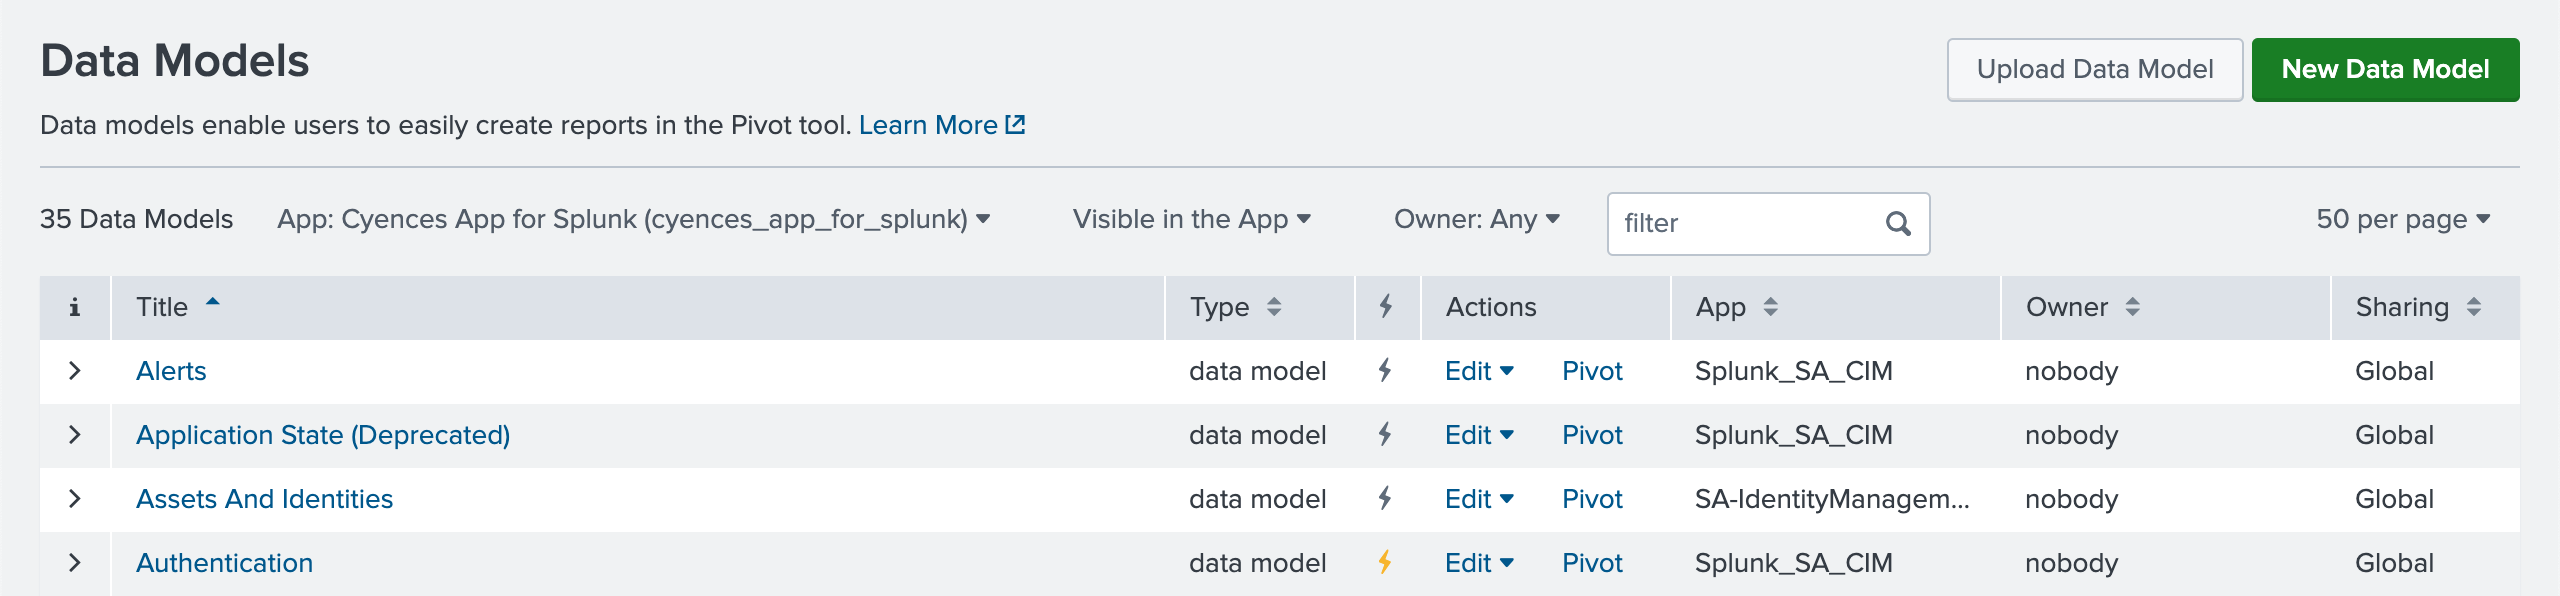 Data Models
Upload Data Model
New Data Model
Data models enable users to easily create reports in the Pivot tool. Learn More
35 Data Models App: Cyences App for Splunk (cyences_app_for_splunk) Visible in the App Owner: Any filter 50 per page
i Title Type Actions App Owner Sharing
Alerts data model Edit Pivot Splunk_SA_CIM nobody Global
Application State (Deprecated) data model Edit Pivot Splunk_SA_CIM nobody Global
Assets And Identities data model Edit Pivot SA-IdentityManagem... nobody Global
Authentication data model Edit Pivot Splunk_SA_CIM nobody Global